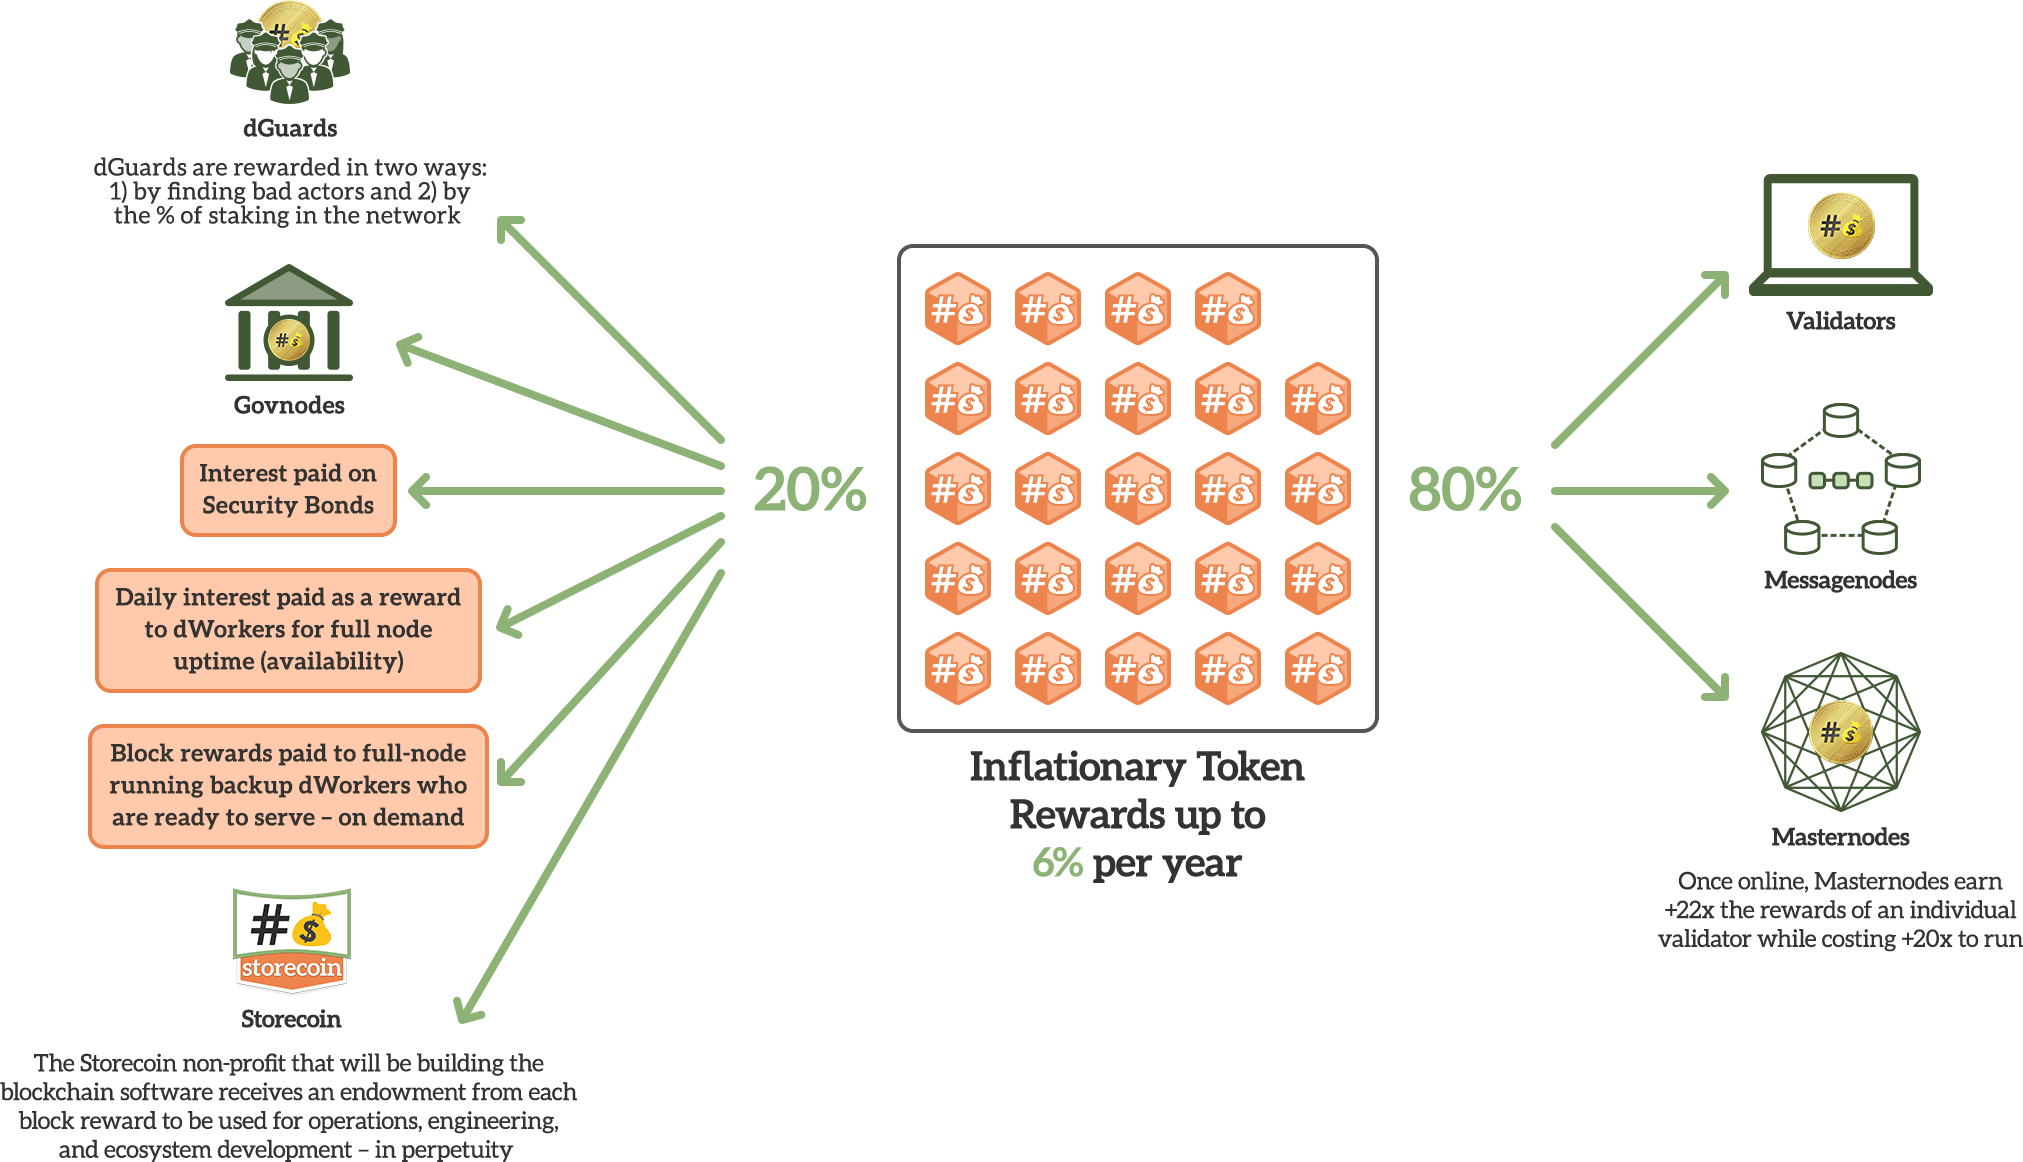 dGuards
dGuards are rewarded in two ways:
1) by finding bad actors and 2) by
the % of staking in the network
Govnodes
Interest paid on
Security Bonds
Daily interest paid as a reward
to dWorkers for full node
uptime (availability)
Block rewards paid to full-node
running backup dWorkers who
are ready to serve – on demand
#$
storecoin
Storecoin
The Storecoin non-profit that will be building the
blockchain software receives an endowment from each
block reward to be used for operations, engineering,
and ecosystem development – in perpetuity
20%
Inflationary Token
Rewards up to
6% per year
80%
Validators
Messagenodes
Masternodes
Once online, Masternodes earn
+22x the rewards of an individual
validator while costing +20x to run